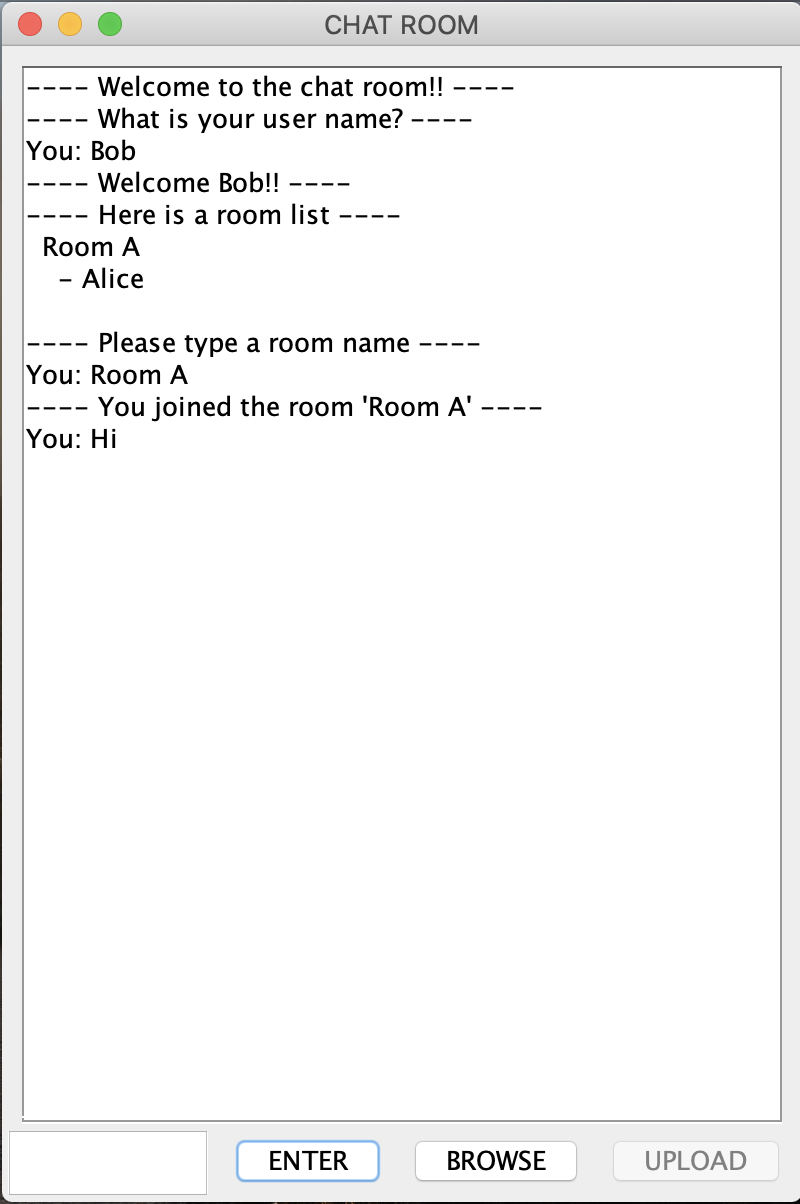 CHAT ROOM
---- Welcome to the chat room!! ----
---- What is your user name? ----
You: Bob
---- Welcome Bob!! ----
---- Here is a room list ----
  Room A
    - Alice

---- Please type a room name ----
You: Room A
---- You joined the room 'Room A' ----
You: Hi
ENTER BROWSE UPLOAD